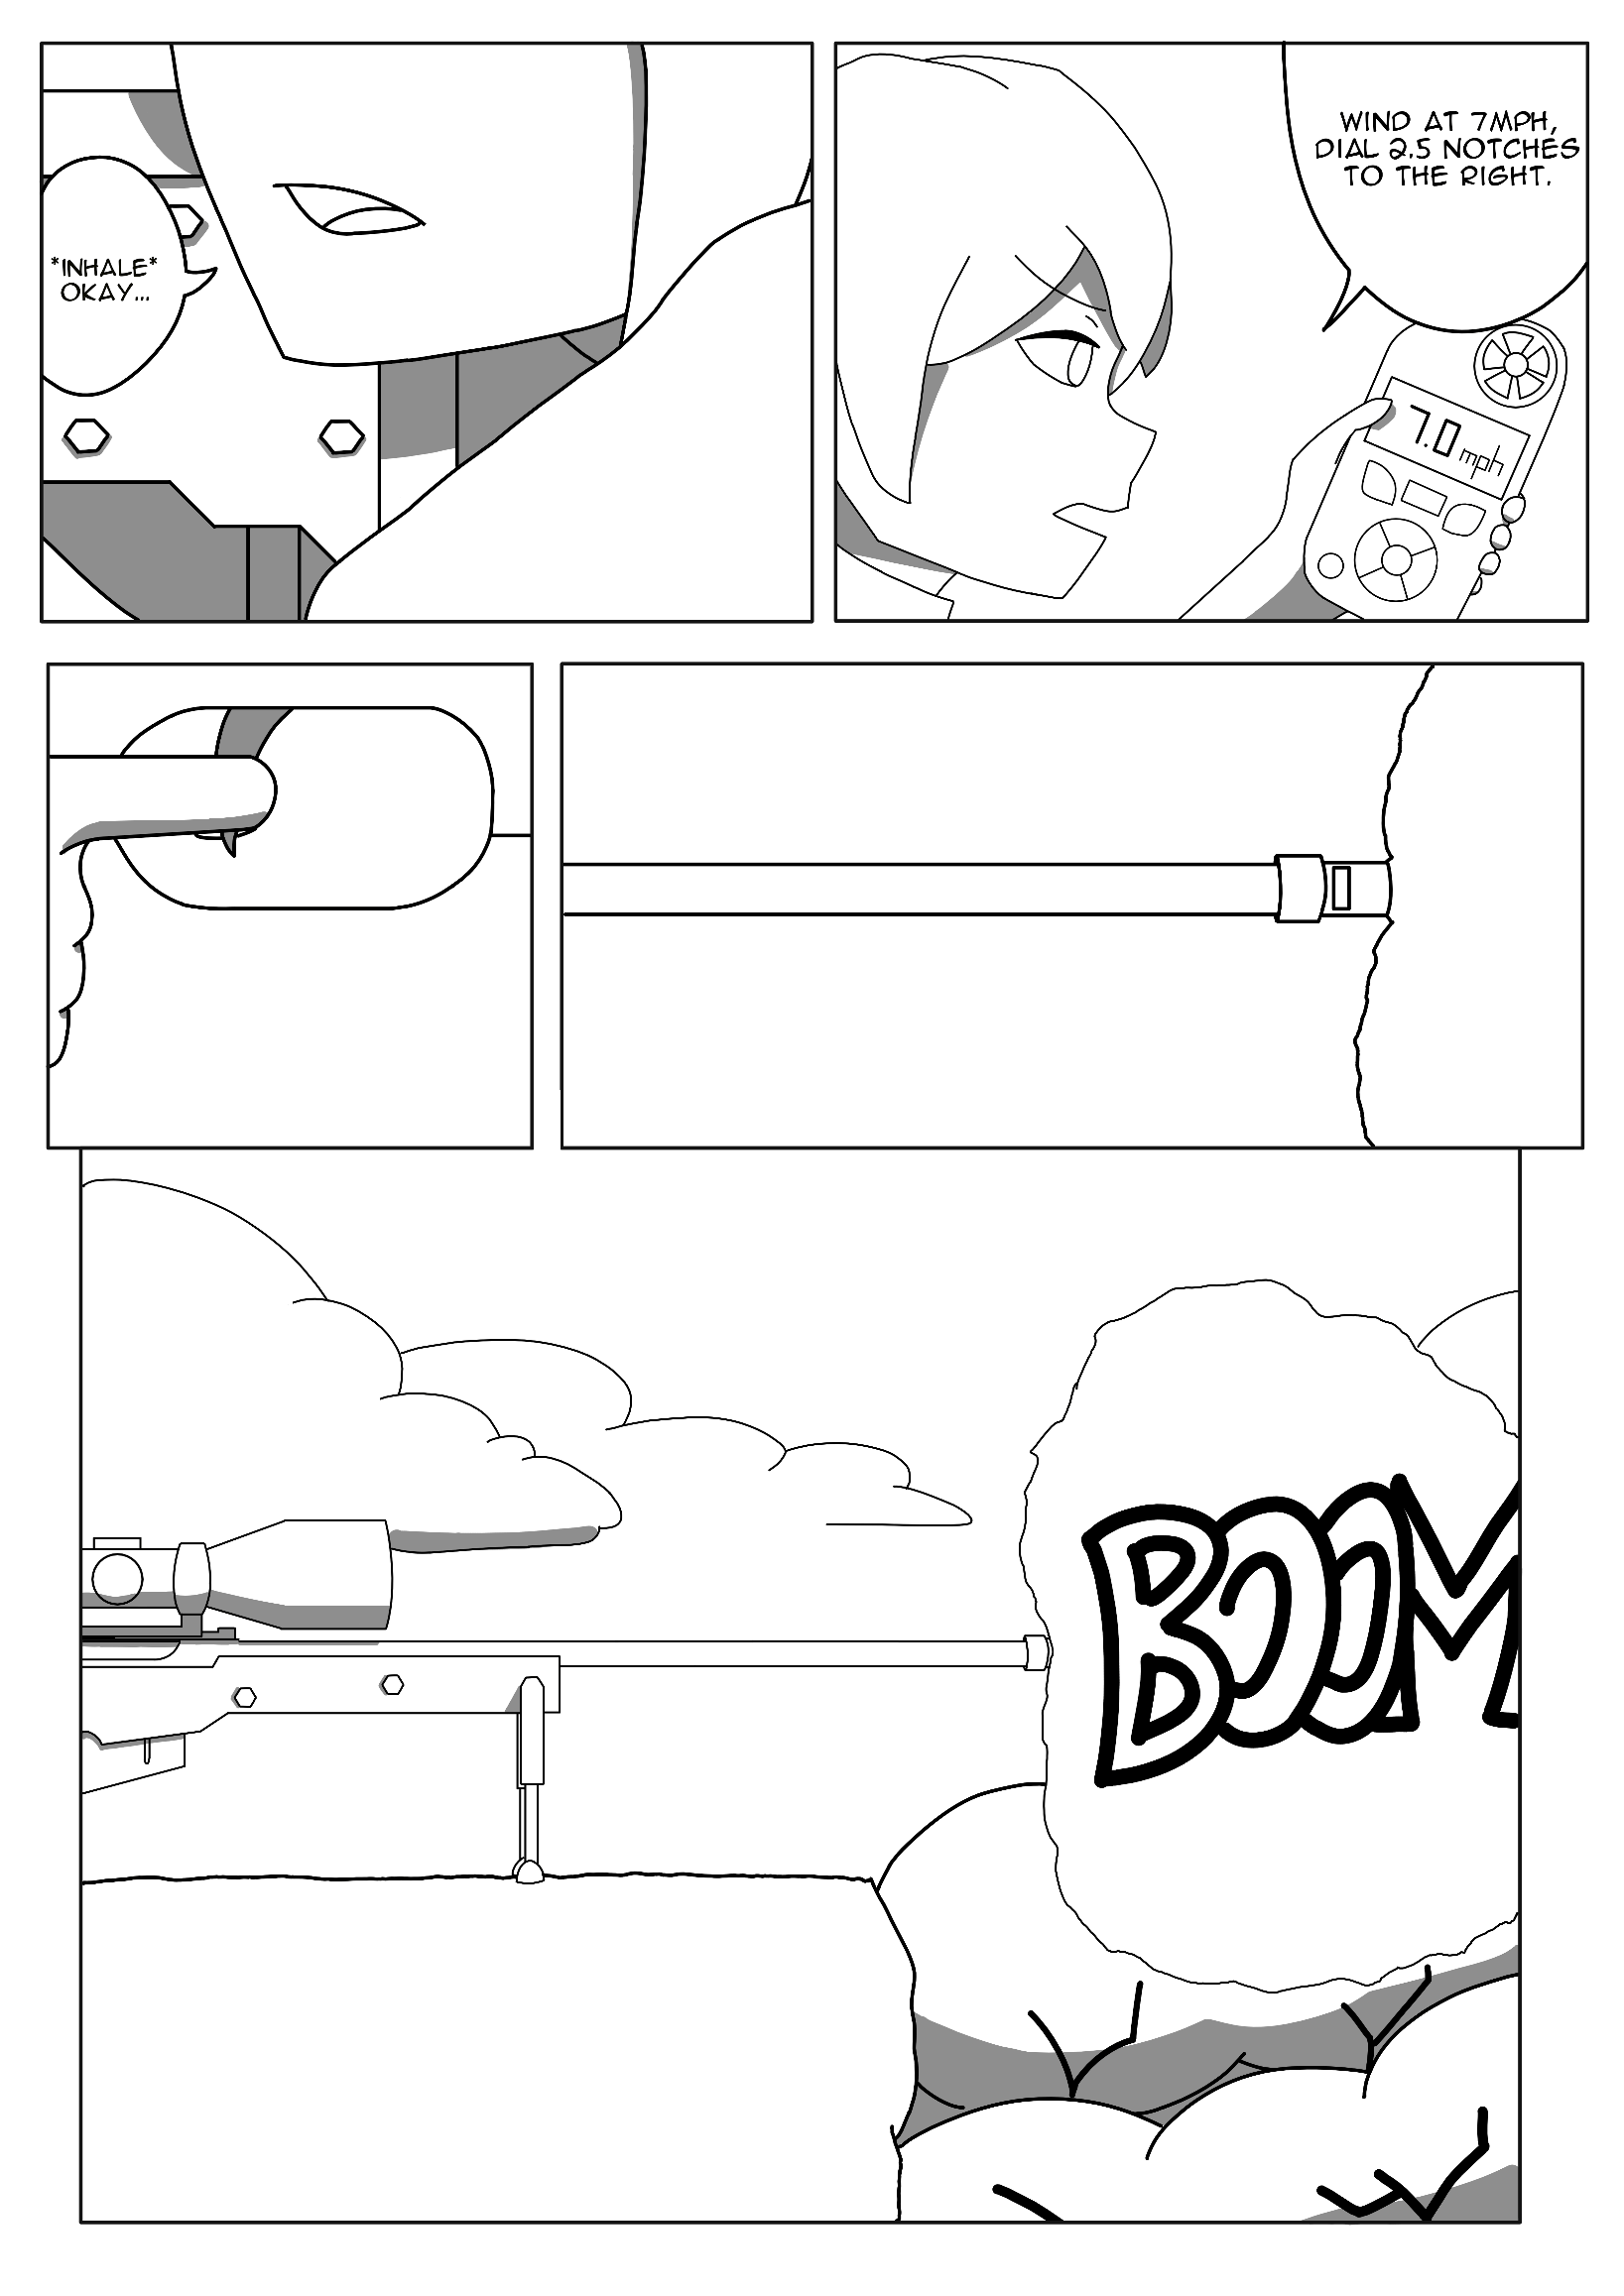 WIND AT 7MPH,
DIAL 2.5 NOTCHES
TO THE RIGHT.
7.0 mph
*INHALE*
OKAY...
BOOM